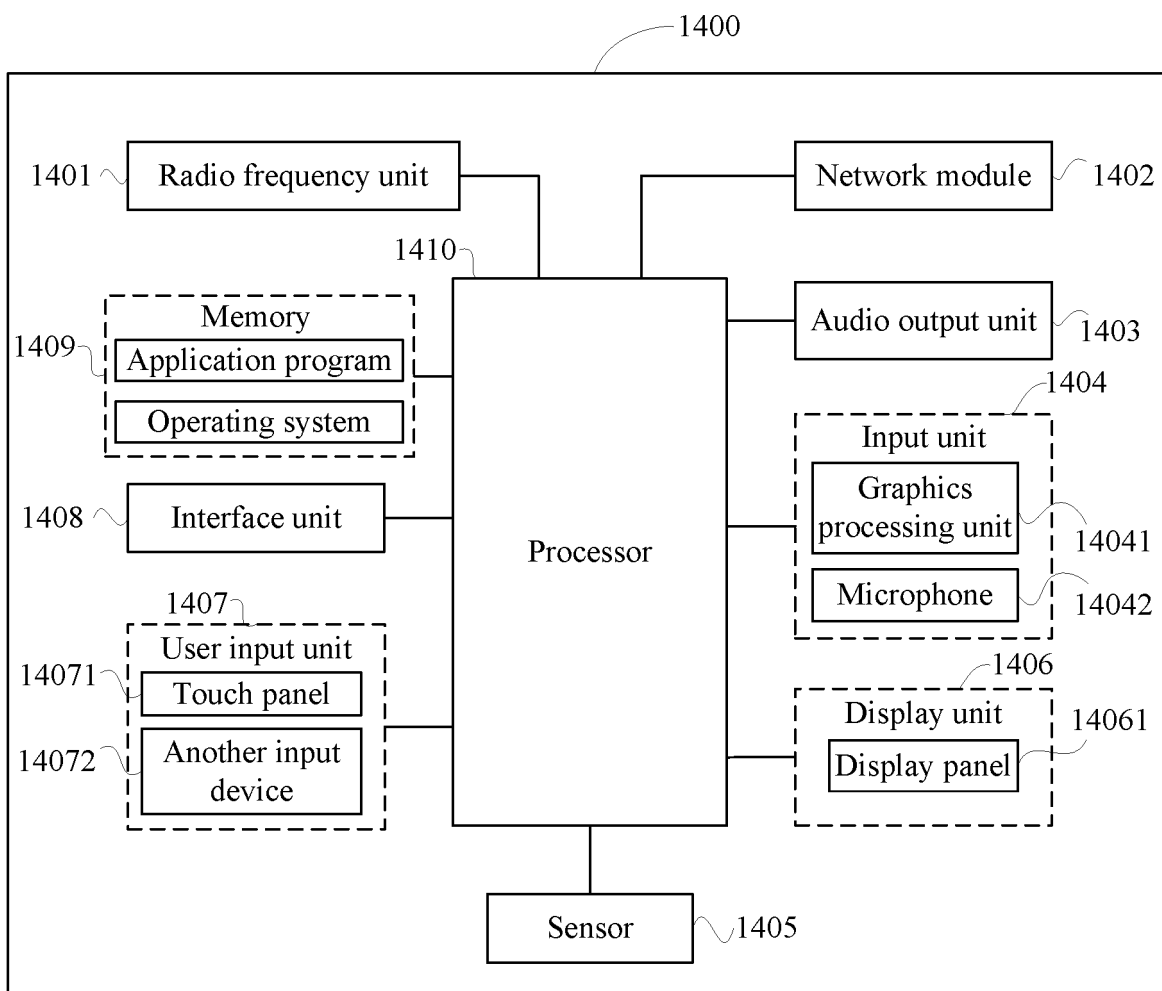 1400
1401
Radio frequency unit
Network module
1402
1410
Memory
1409
Application program
Operating system
Audio output unit
1403
1404
Input unit
Graphics
processing unit
14041
Microphone
14042
1408
Interface unit
Processor
1407
User input unit
14071
Touch panel
14072
Another input
device
1406
Display unit
14061
Display panel
Sensor
1405